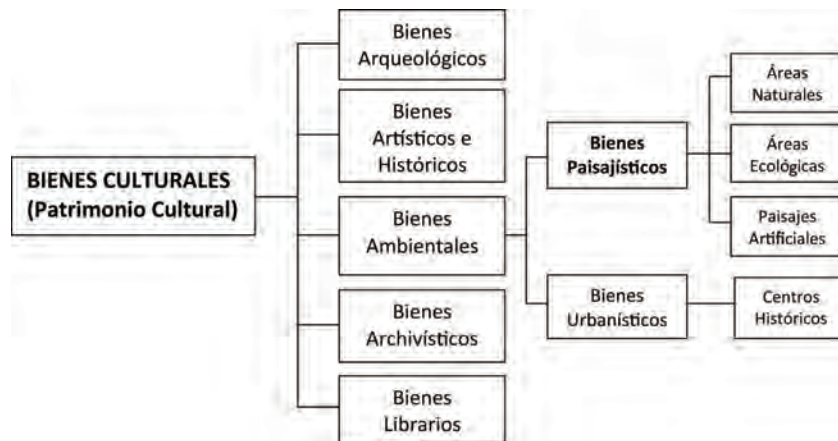 BIENES CULTURALES
(Patrimonio Cultural)
Bienes
Arqueológicos
Bienes
Artísticos e
Históricos
Bienes
Ambientales
Bienes
Archivísticos
Bienes
Librarios
Bienes
Paisajísticos
Bienes
Urbanísticos
Áreas
Naturales
Áreas
Ecológicas
Paisajes
Artificiales
Centros
Históricos